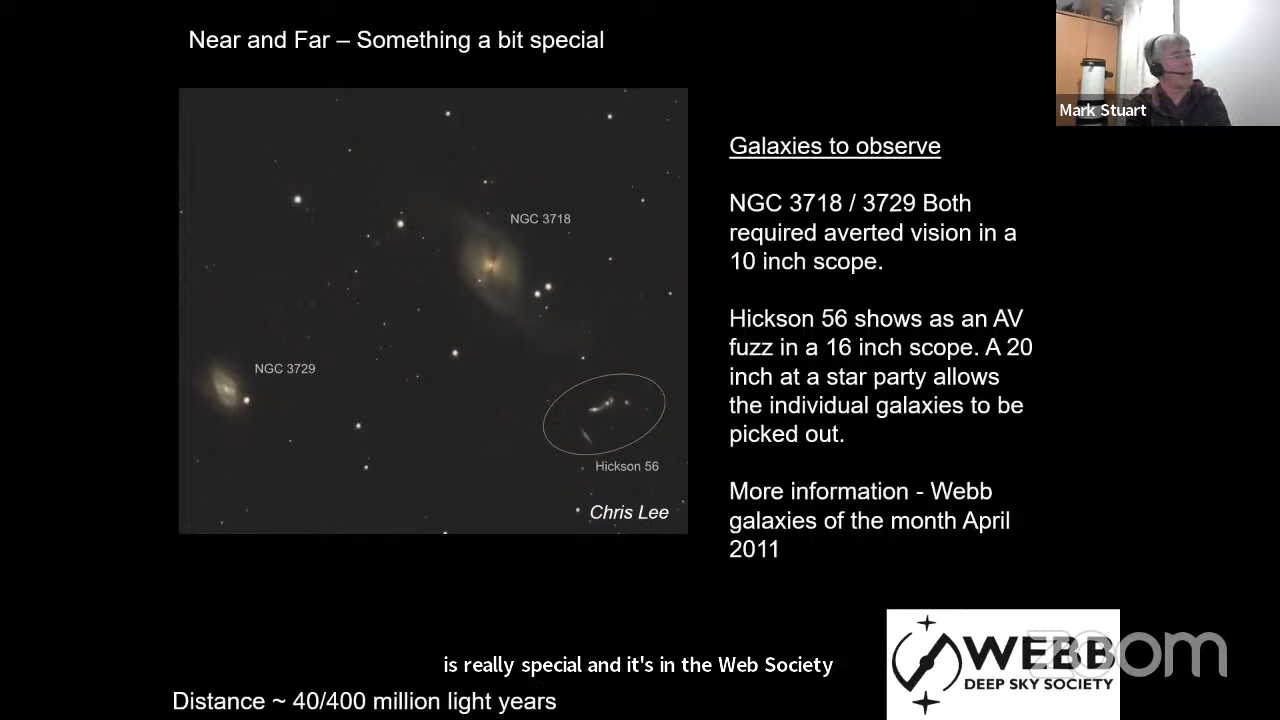 Near and Far – Something a bit special
Mark Stuart
NGC 3718
NGC 3729
Hickson 56
Chris Lee
Galaxies to observe
NGC 3718 / 3729 Both
required averted vision in a
10 inch scope.
Hickson 56 shows as an AV
fuzz in a 16 inch scope. A 20
inch at a star party allows
the individual galaxies to be
picked out.
More information - Webb
galaxies of the month April
2011
WEBB
DEEP SKY SOCIETY
zoom
is really special and it's in the Web Society
Distance ~ 40/400 million light years